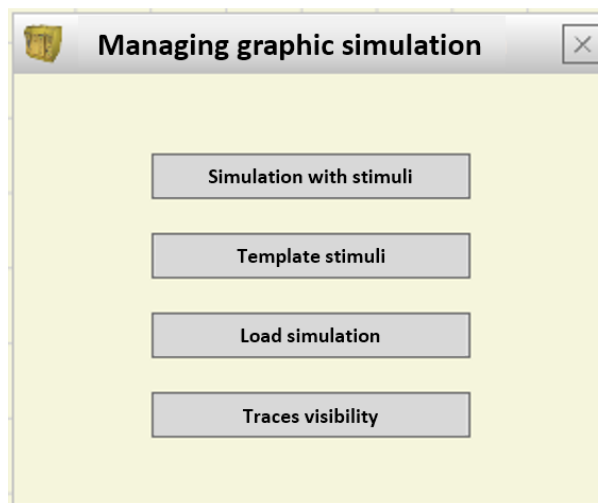 Managing graphic simulation
Simulation with stimuli
Template stimuli
Load simulation
Traces visibility